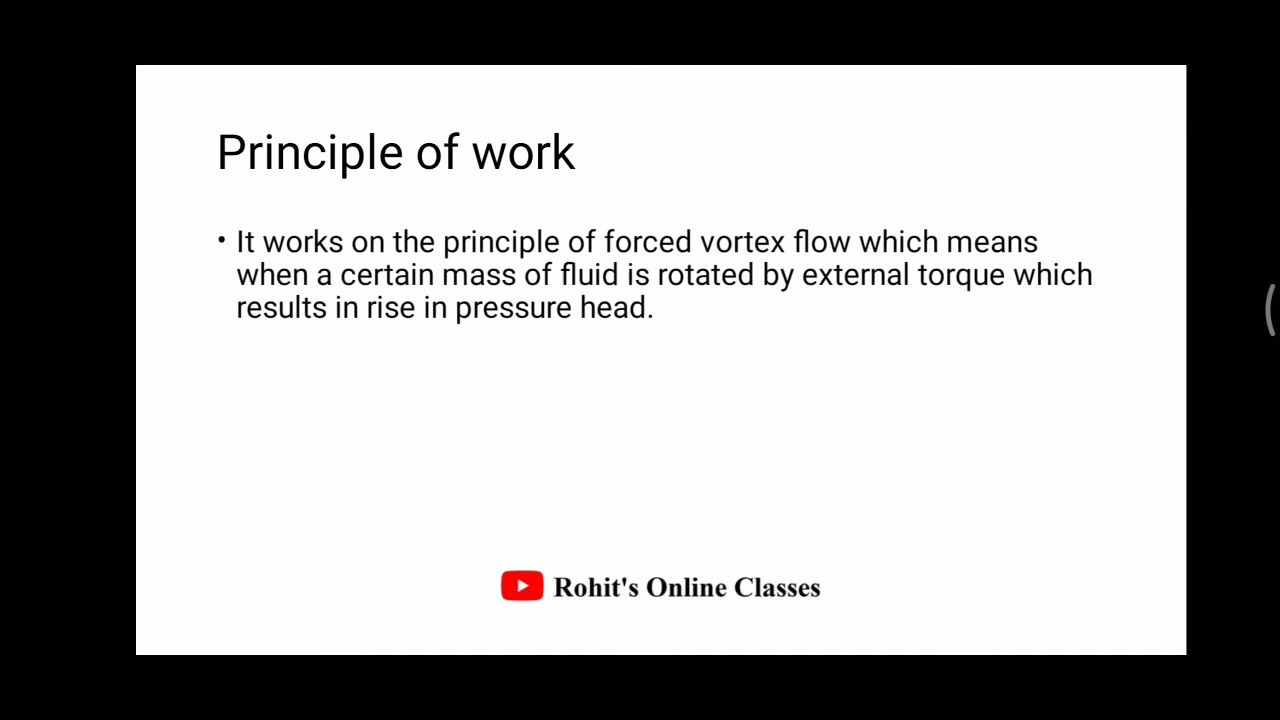 Principle of work
• It works on the principle of forced vortex flow which means
when a certain mass of fluid is rotated by external torque which
results in rise in pressure head.
Rohit's Online Classes